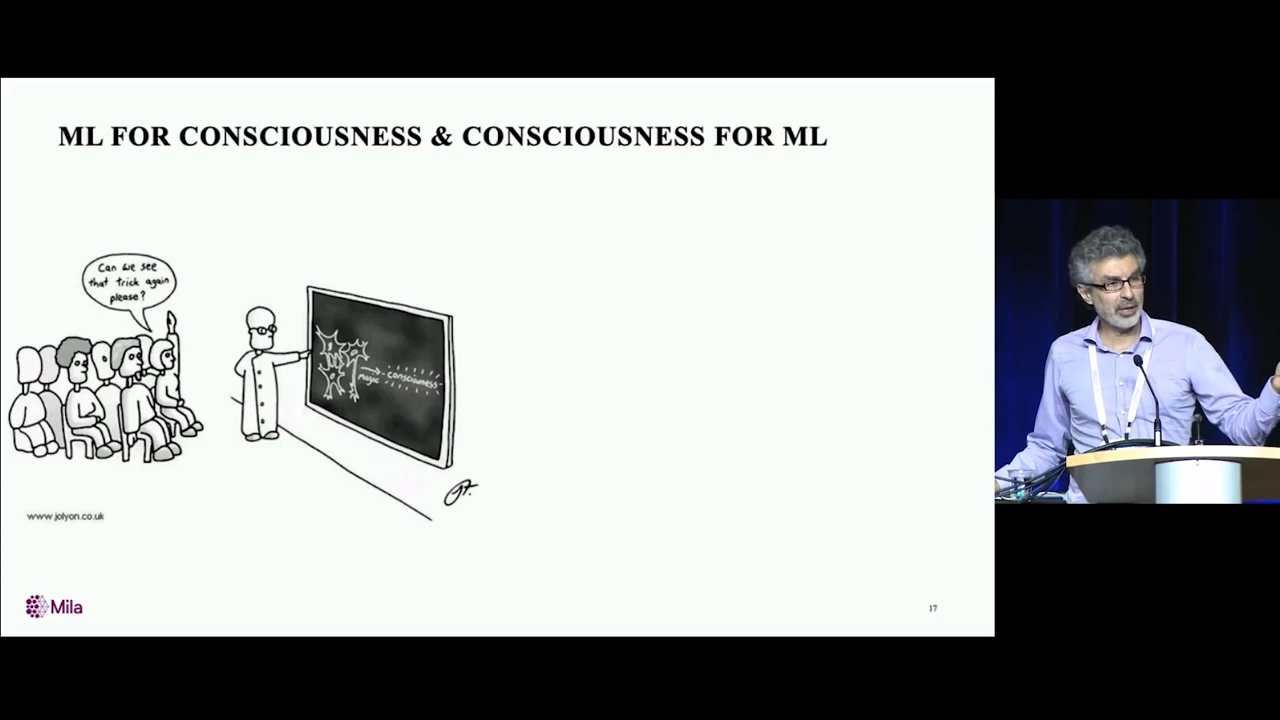 ML FOR CONSCIOUSNESS & CONSCIOUSNESS FOR ML
Can we see
that trick again
please?
Magic
consciousness
www.jolyon.co.uk
Mila
17